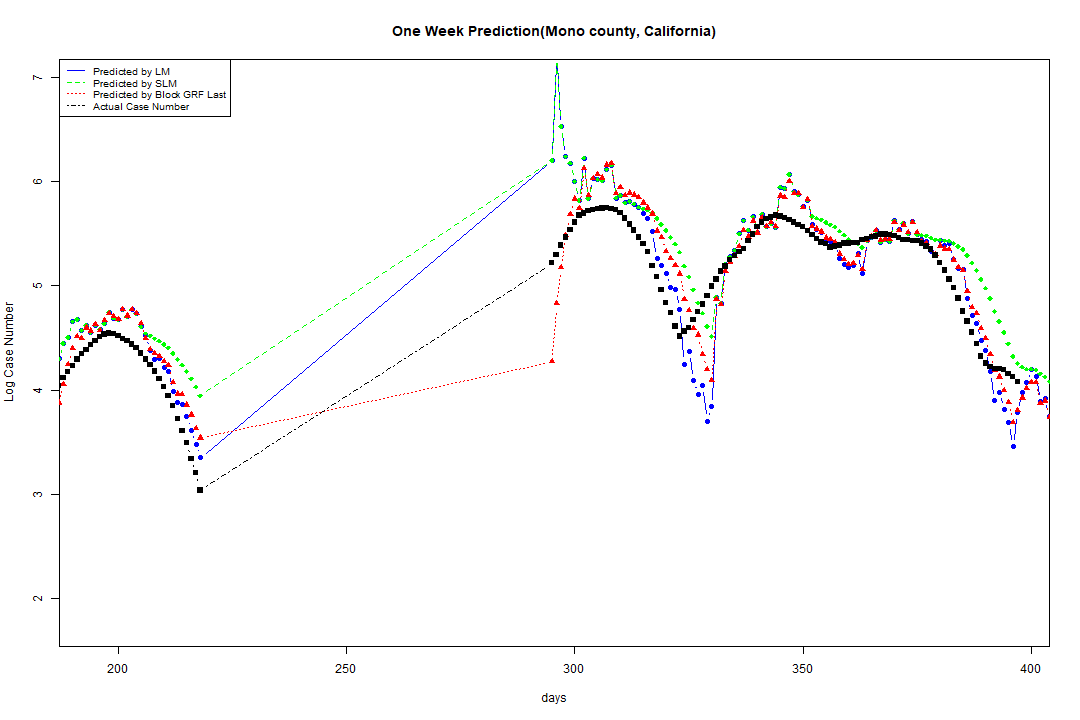 One Week Prediction(Mono county, California)
Predicted by LM
Predicted by SLM
Predicted by Block GRF Last
Actual Case Number
7
6
5
4
3
2
Log Case Number
200
250
300
350
400
days